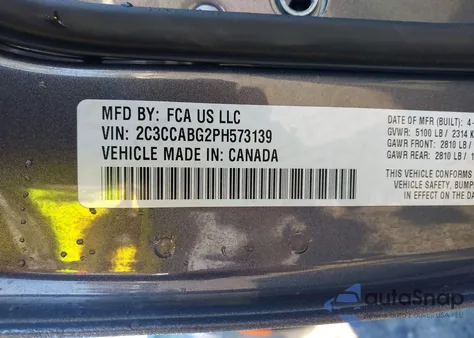 MFD BY: FCA US LLC
VIN: 2C3CCABG2PH573139
VEHICLE MADE IN: CANADA
DATE OF MFR (BUILT): 4-
GVWR: 5100 LB / 2314 K
GAWR FRONT: 2810 LB /
GAWR REAR: 2810 LB / 1
THIS VEHICLE CONFORMS
VEHICLE SAFETY, BUMP
IN EFFECT ON THE DA
autoSnap